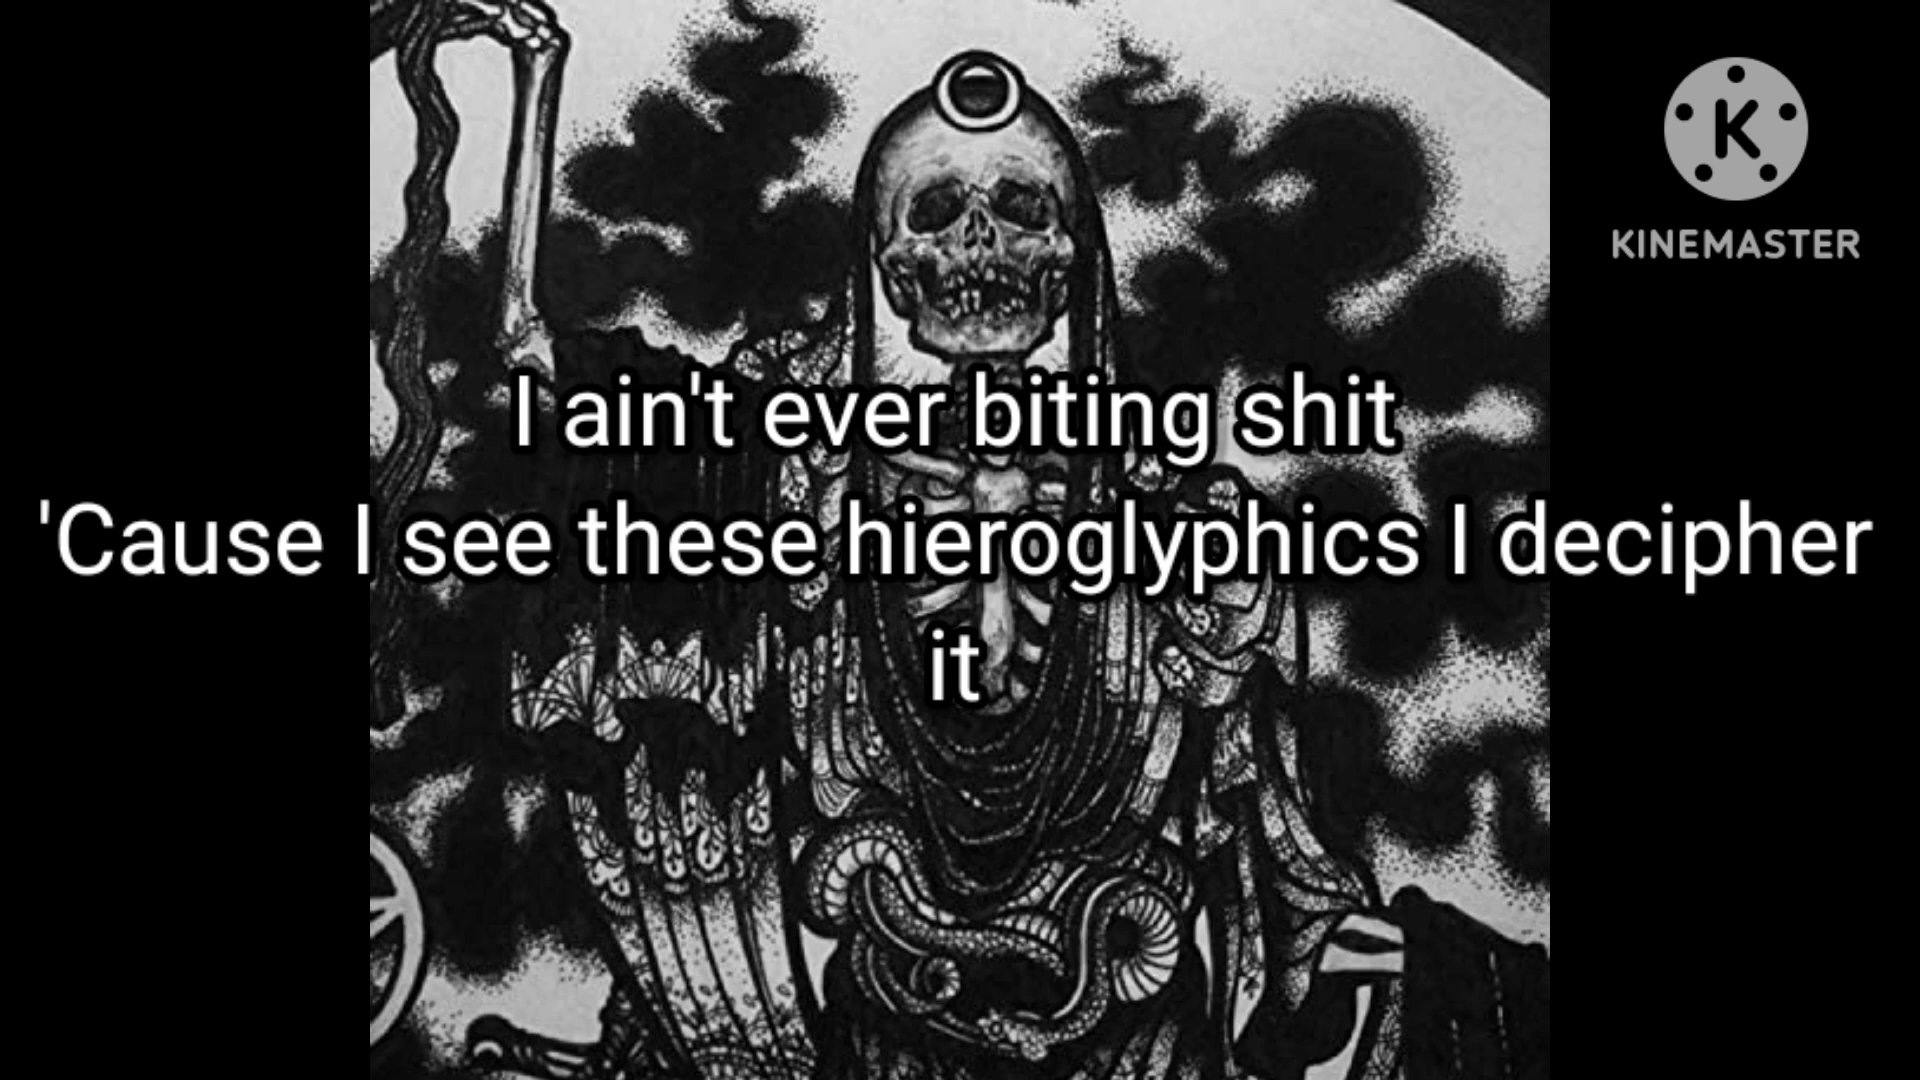 I ain't ever biting shit
'Cause I see these hieroglyphics I decipher
it
K
KINEMASTER